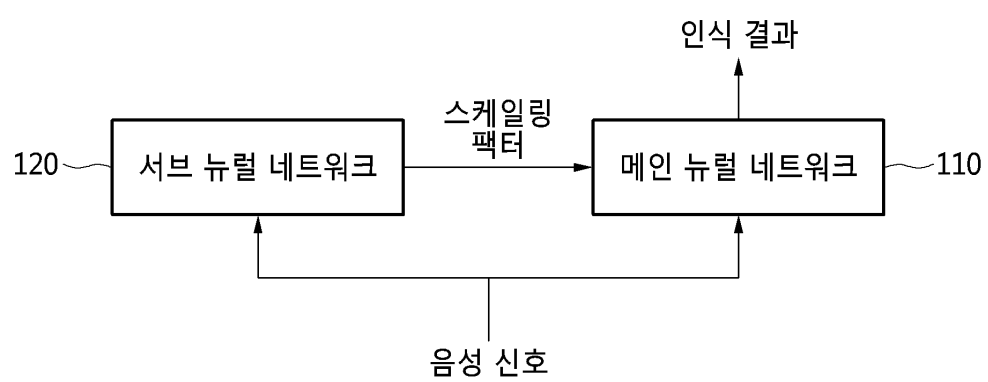 인식 결과
스케일링
팩터
120
서브 뉴럴 네트워크
메인 뉴럴 네트워크
110
음성 신호